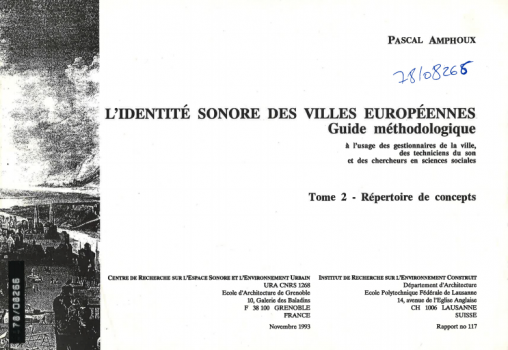 PASCAL AMPHOUX
78/08265
L'IDENTITÉ SONORE DES VILLES EUROPÉENNES
Guide méthodologique
à l'usage des gestionnaires de la ville,
des techniciens du son
et des chercheurs en sciences sociales
Tome 2 - Répertoire de concepts
CENTRE DE RECHERCHE SUR L'ESPACE SONORE ET L'ENVIRONNEMENT URBAIN
URA CNRS 1268
Ecole d'Architecture de Grenoble
10, Galerie des Baladins
F 38 100 GRENOBLE
FRANCE
Novembre 1993
INSTITUT DE RECHERCHE SUR L'ENVIRONNEMENT CONSTRUIT
Département d'Architecture
Ecole Polytechnique Fédérale de Lausanne
14, avenue de l'Eglise Anglaise
CH 1006 LAUSANNE
SUISSE
Rapport no 117
78/08265